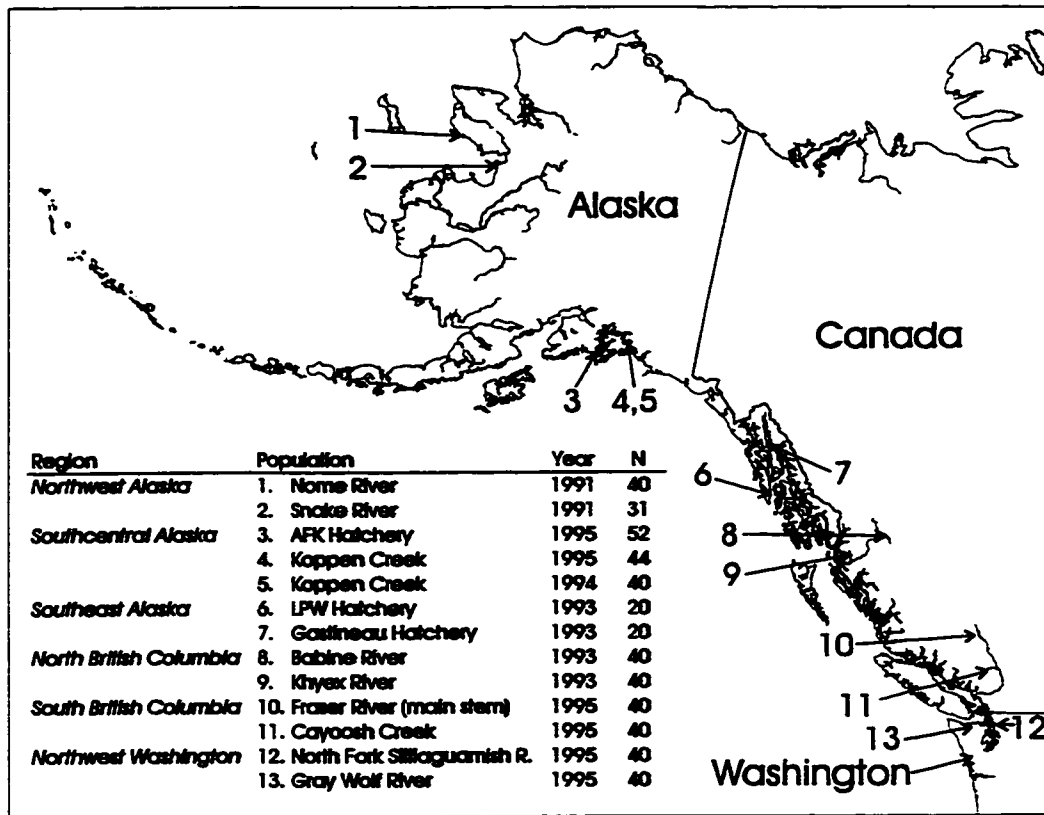 1
2
Alaska
Canada
3 4,5
6 7
8
9
10
11
13 12
Washington
Region Population Year N
Northwest Alaska 1. Nome River 1991 40
2. Snake River 1991 31
Southcentral Alaska 3. AFK Hatchery 1995 52
4. Koppen Creek 1995 44
5. Koppen Creek 1994 40
Southeast Alaska 6. LPW Hatchery 1993 20
7. Gastineau Hatchery 1993 20
North British Columbia 8. Babine River 1993 40
9. Khyex River 1993 40
South British Columbia 10. Fraser River (main stem) 1995 40
11. Cayoosh Creek 1995 40
Northwest Washington 12. North Fork Stillaguamish R. 1995 40
13. Gray Wolf River 1995 40